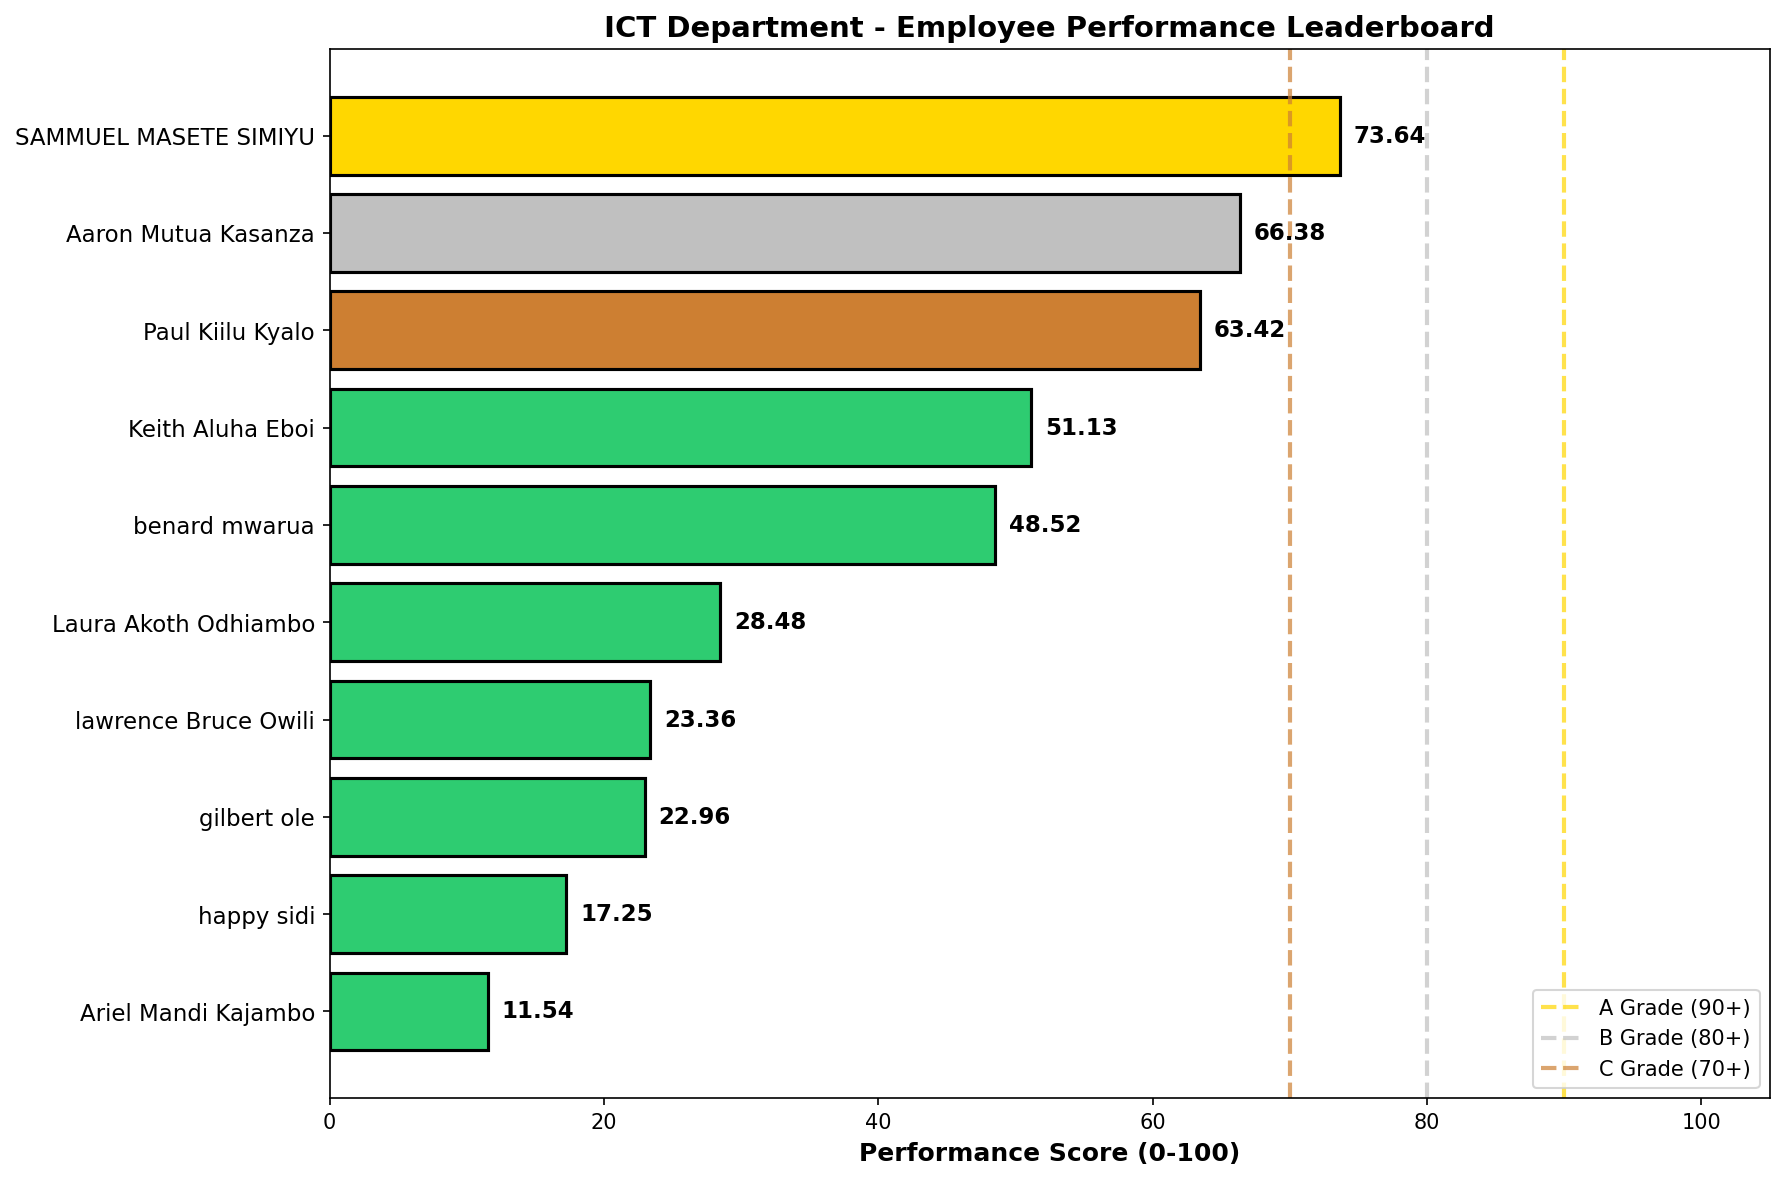 ICT Department - Employee Performance Leaderboard
SAMMUEL MASETE SIMIYU 73.64
Aaron Mutua Kasanza 66.38
Paul Kiilu Kyalo 63.42
Keith Aluha Eboi 51.13
benard mwarua 48.52
Laura Akoth Odhiambo 28.48
lawrence Bruce Owili 23.36
gilbert ole 22.96
happy sidi 17.25
Ariel Mandi Kajambo 11.54
A Grade (90+)
B Grade (80+)
C Grade (70+)
0 20 40 60 80 100
Performance Score (0-100)